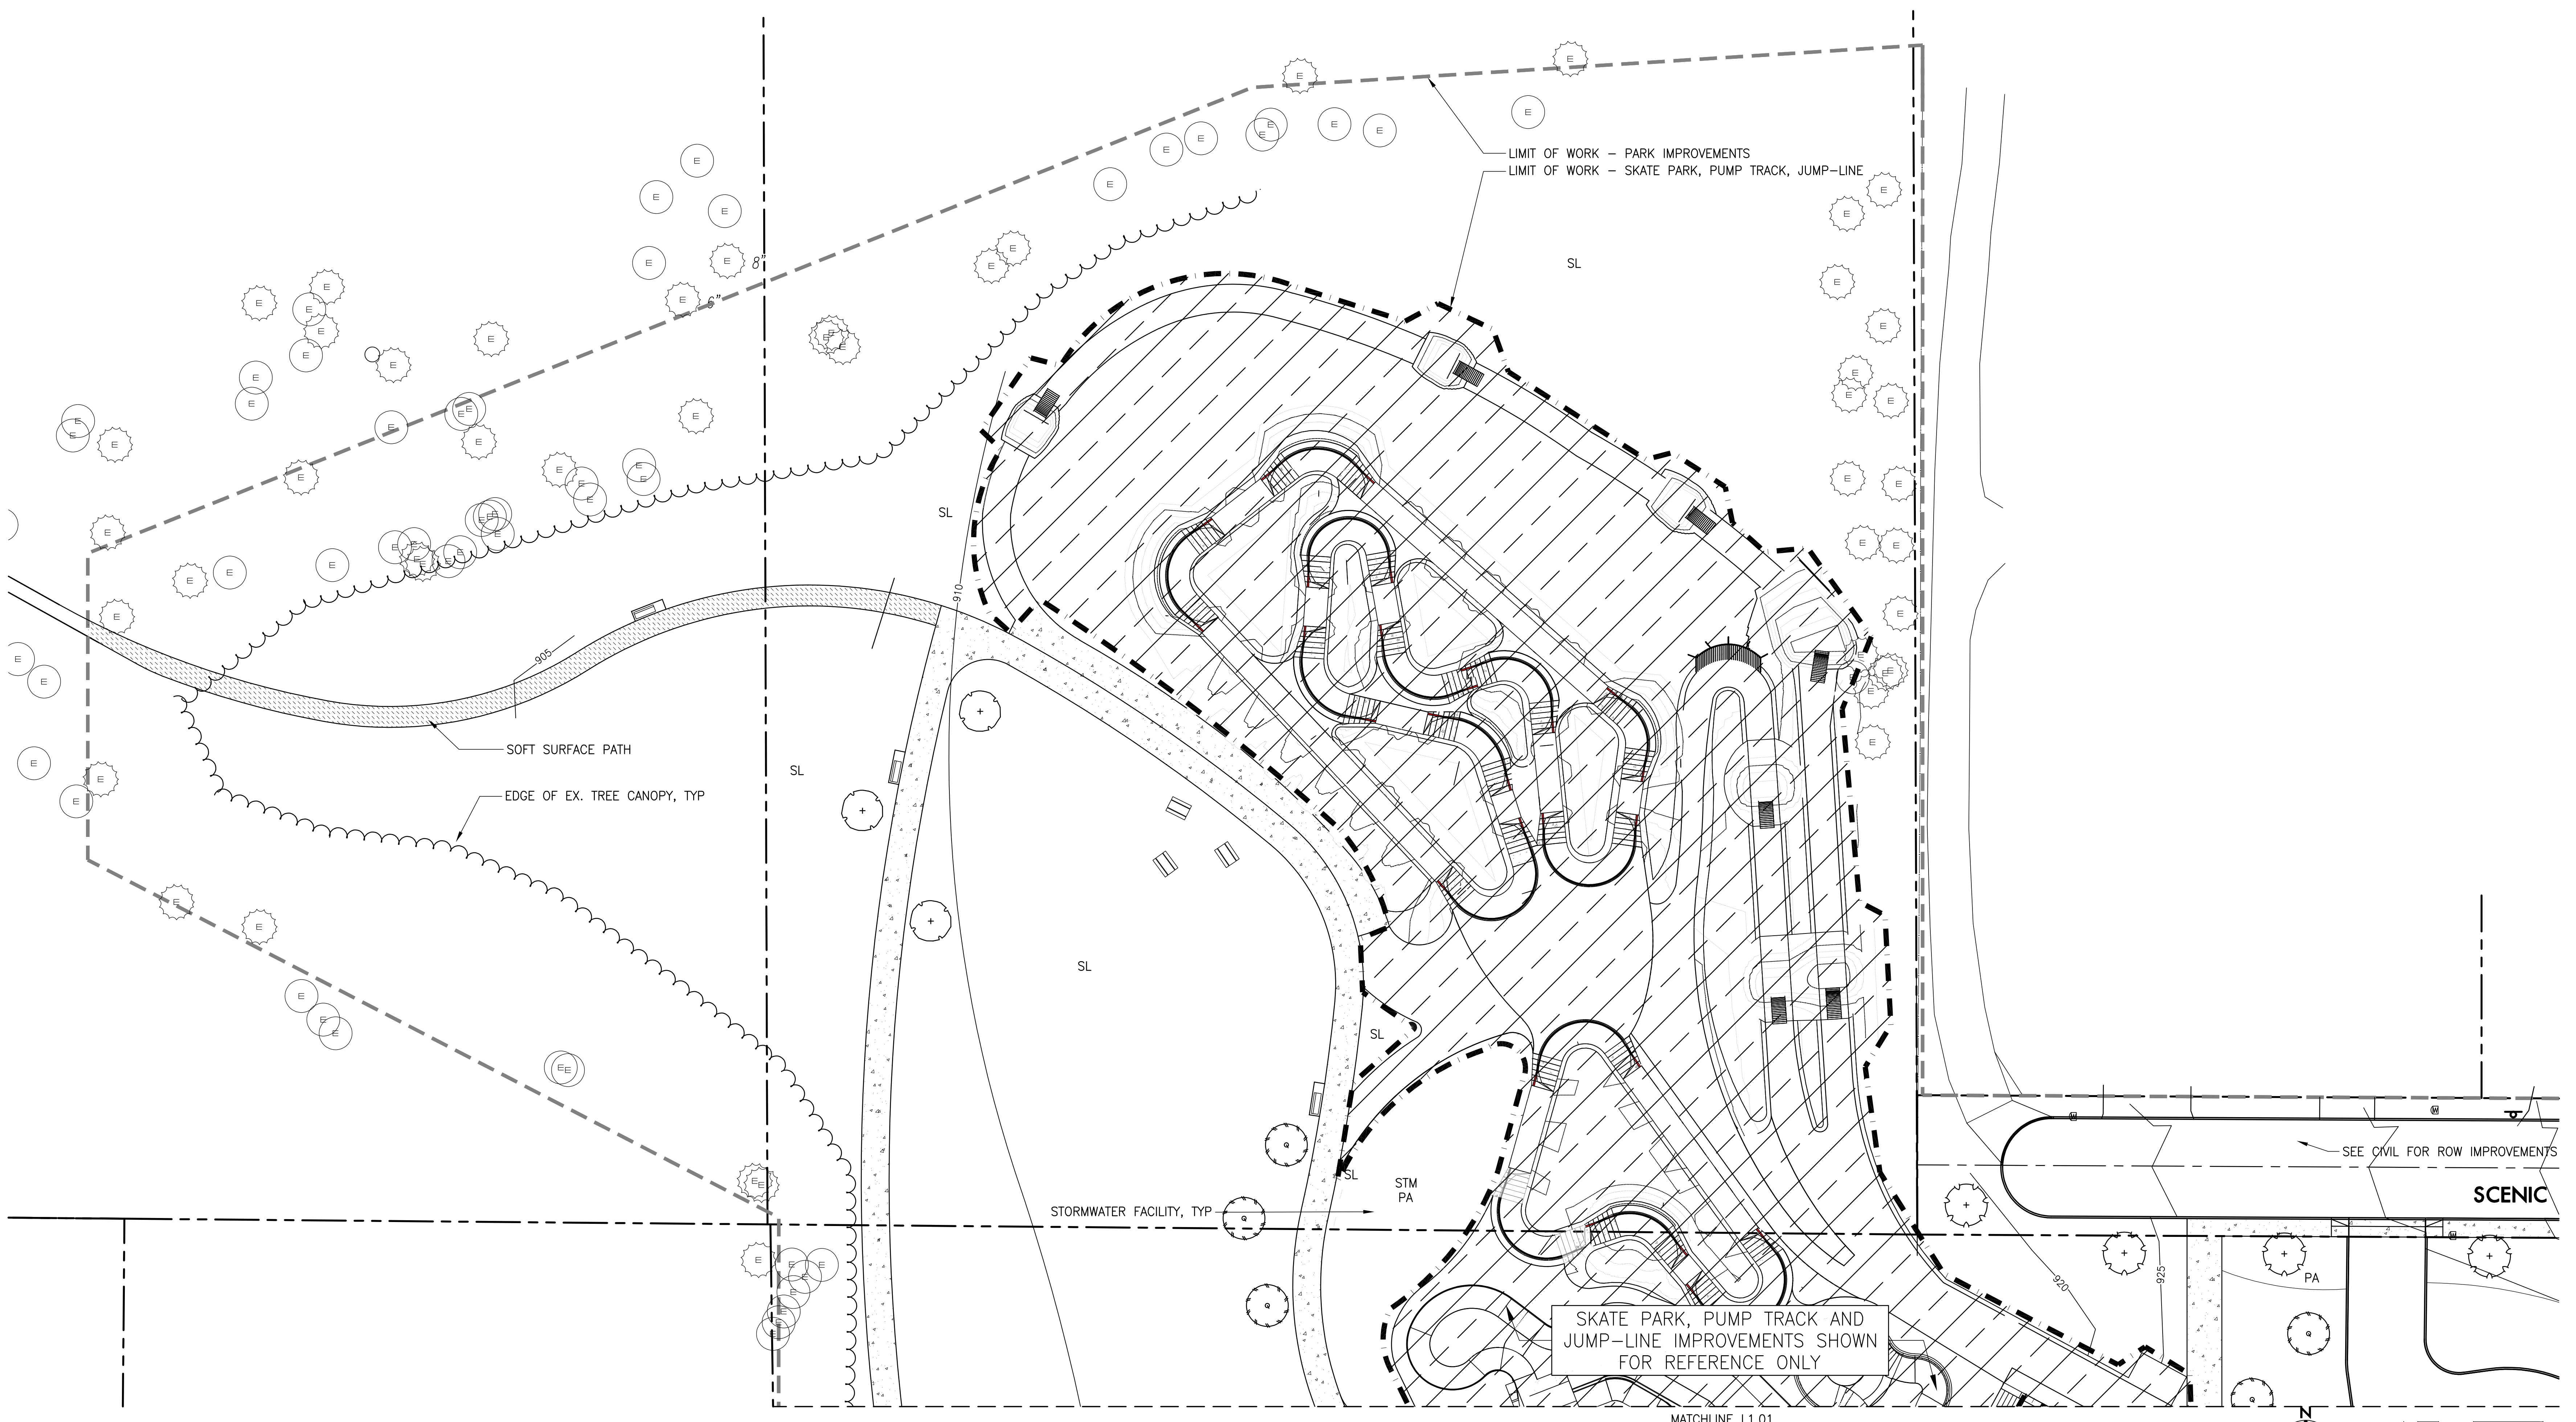 LIMIT OF WORK – PARK IMPROVEMENTS
LIMIT OF WORK – SKATE PARK, PUMP TRACK, JUMP–LINE
8"
6"
SL
SL
910
905
SOFT SURFACE PATH
SL
EDGE OF EX. TREE CANOPY, TYP
SL
SL
SL
STM
PA
STORMWATER FACILITY, TYP
SEE CIVIL FOR ROW IMPROVEMENTS
SCENIC
920
925
PA
SKATE PARK, PUMP TRACK AND
JUMP–LINE IMPROVEMENTS SHOWN
FOR REFERENCE ONLY
MATCHLINE L1.01
N